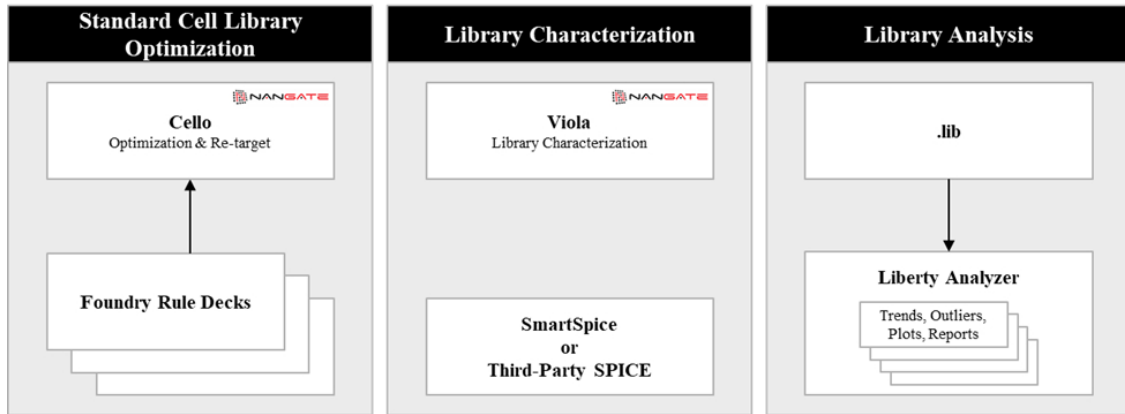 Standard Cell Library
Optimization
NANGATE
Cello
Optimization & Re-target
Foundry Rule Decks
Library Characterization
NANGATE
Viola
Library Characterization
SmartSpice
or
Third-Party SPICE
Library Analysis
.lib
Liberty Analyzer
Trends, Outliers,
Plots, Reports